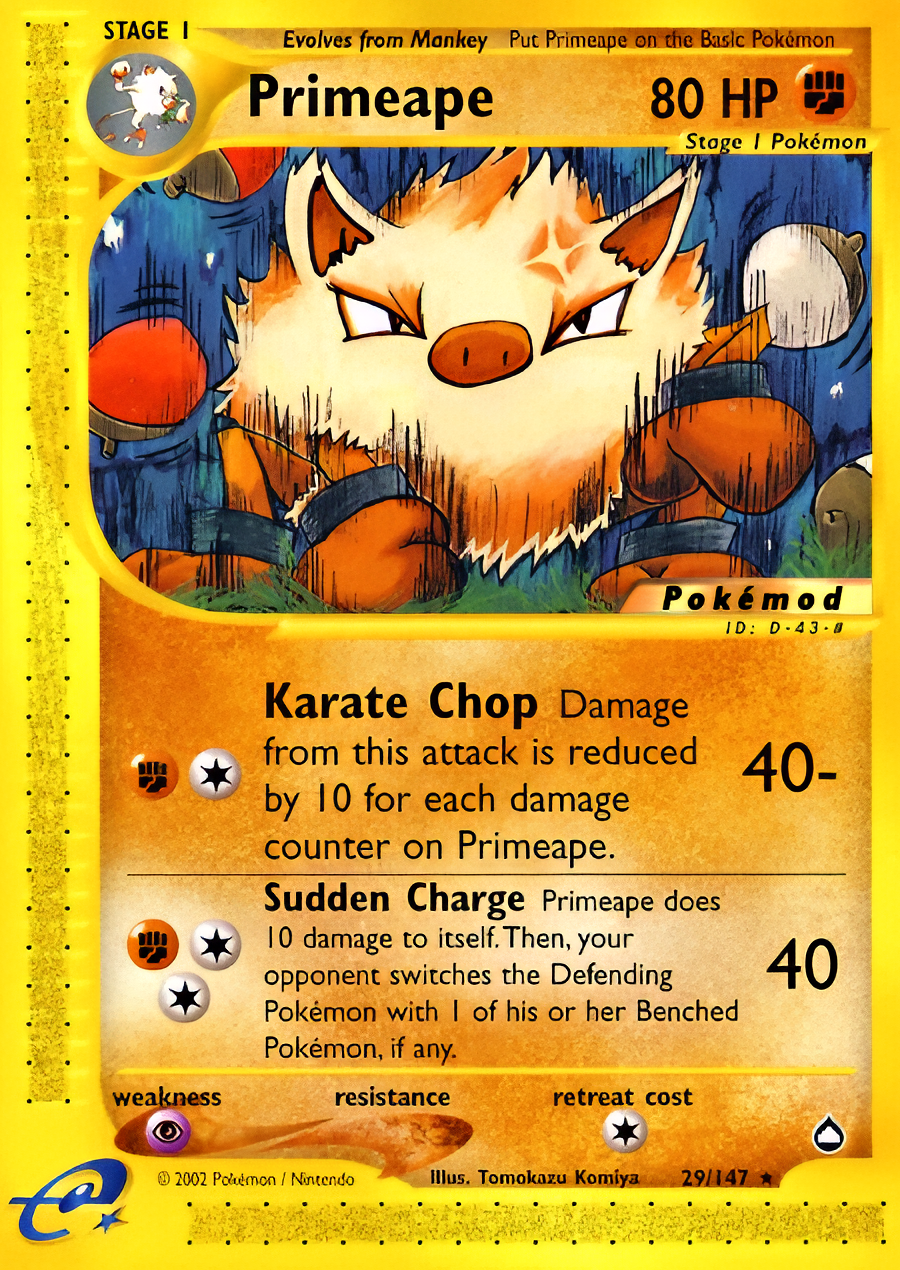 STAGE 1
Evolves from Mankey Put Primeape on the Basic Pokémon
Primeape 80 HP
Stage 1 Pokémon
Pokémod
ID: D-43-#
Karate Chop Damage
from this attack is reduced
by 10 for each damage
counter on Primeape.
40-
Sudden Charge Primeape does
10 damage to itself. Then, your
opponent switches the Defending
Pokémon with 1 of his or her Benched
Pokémon, if any.
40
weakness resistance retreat cost
© 2002 Pokémon / Nintendo Illus. Tomokazu Komiya 29/147 ★
e